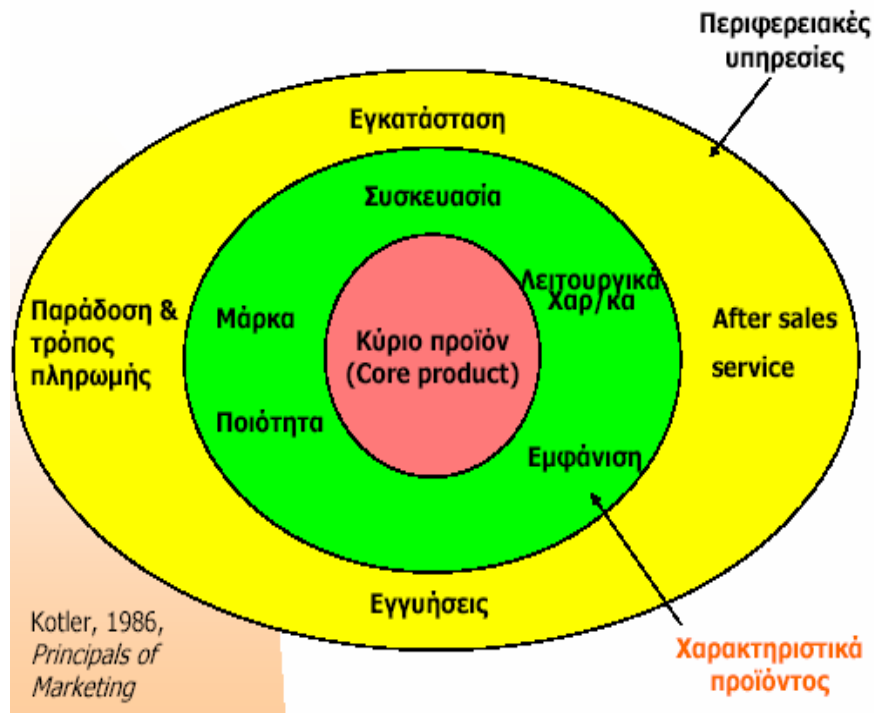 Περιφερειακές
υπηρεσίες
Εγκατάσταση
Συσκευασία
Λειτουργικά
Χαρ/κα
Παράδοση &
τρόπος
πληρωμής
Μάρκα
Κύριο προϊόν
(Core product)
After sales
service
Ποιότητα
Εμφάνιση
Εγγυήσεις
Kotler, 1986,
Principals of
Marketing
Χαρακτηριστικά
προϊόντος